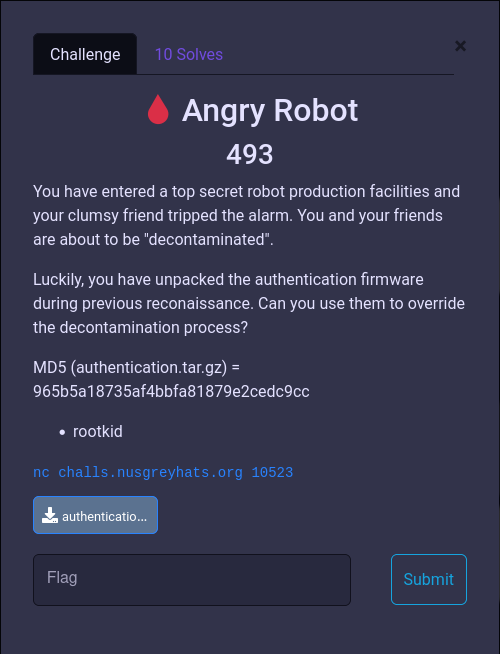 Challenge
10 Solves
×
Angry Robot
493
You have entered a top secret robot production facilities and
your clumsy friend tripped the alarm. You and your friends
are about to be "decontaminated".
Luckily, you have unpacked the authentication firmware
during previous reconaissance. Can you use them to override
the decontamination process?
MD5 (authentication.tar.gz) =
965b5a18735af4bbfa81879e2cedc9cc
• rootkid
nc challs.nusgreyhats.org 10523
authenticatio...
Flag
Submit